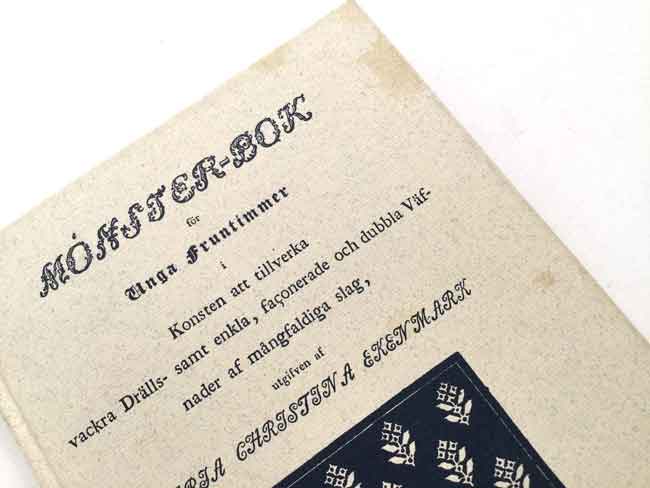 MÖNSTER-BOK
för
Unga Fruntimmer
i
Konsten att tillverka
vackra Drälls- samt enkla, façonerade och dubbla Väf-
nader af mångfaldiga slag,
utgifven af
CHRISTINA EKENMARK